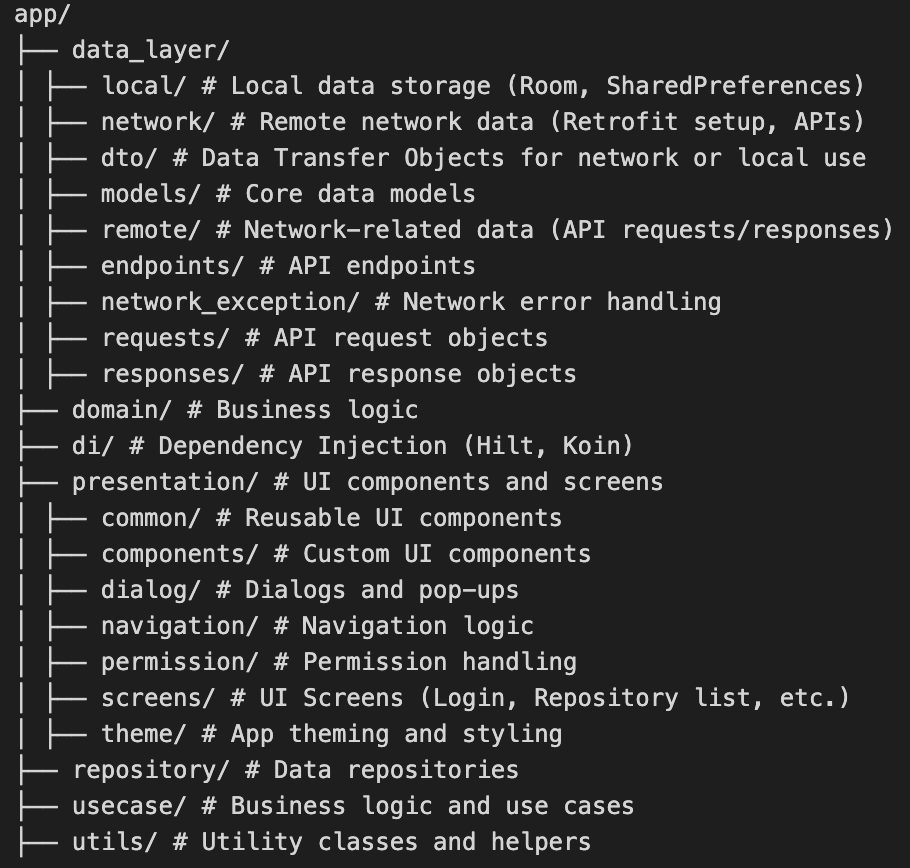 app/
├── data_layer/
│ ├── local/ # Local data storage (Room, SharedPreferences)
│ ├── network/ # Remote network data (Retrofit setup, APIs)
│ ├── dto/ # Data Transfer Objects for network or local use
│ ├── models/ # Core data models
│ ├── remote/ # Network-related data (API requests/responses)
│ ├── endpoints/ # API endpoints
│ ├── network_exception/ # Network error handling
│ ├── requests/ # API request objects
│ ├── responses/ # API response objects
├── domain/ # Business logic
├── di/ # Dependency Injection (Hilt, Koin)
├── presentation/ # UI components and screens
│ ├── common/ # Reusable UI components
│ ├── components/ # Custom UI components
│ ├── dialog/ # Dialogs and pop-ups
│ ├── navigation/ # Navigation logic
│ ├── permission/ # Permission handling
│ ├── screens/ # UI Screens (Login, Repository list, etc.)
│ ├── theme/ # App theming and styling
├── repository/ # Data repositories
├── usecase/ # Business logic and use cases
├── utils/ # Utility classes and helpers